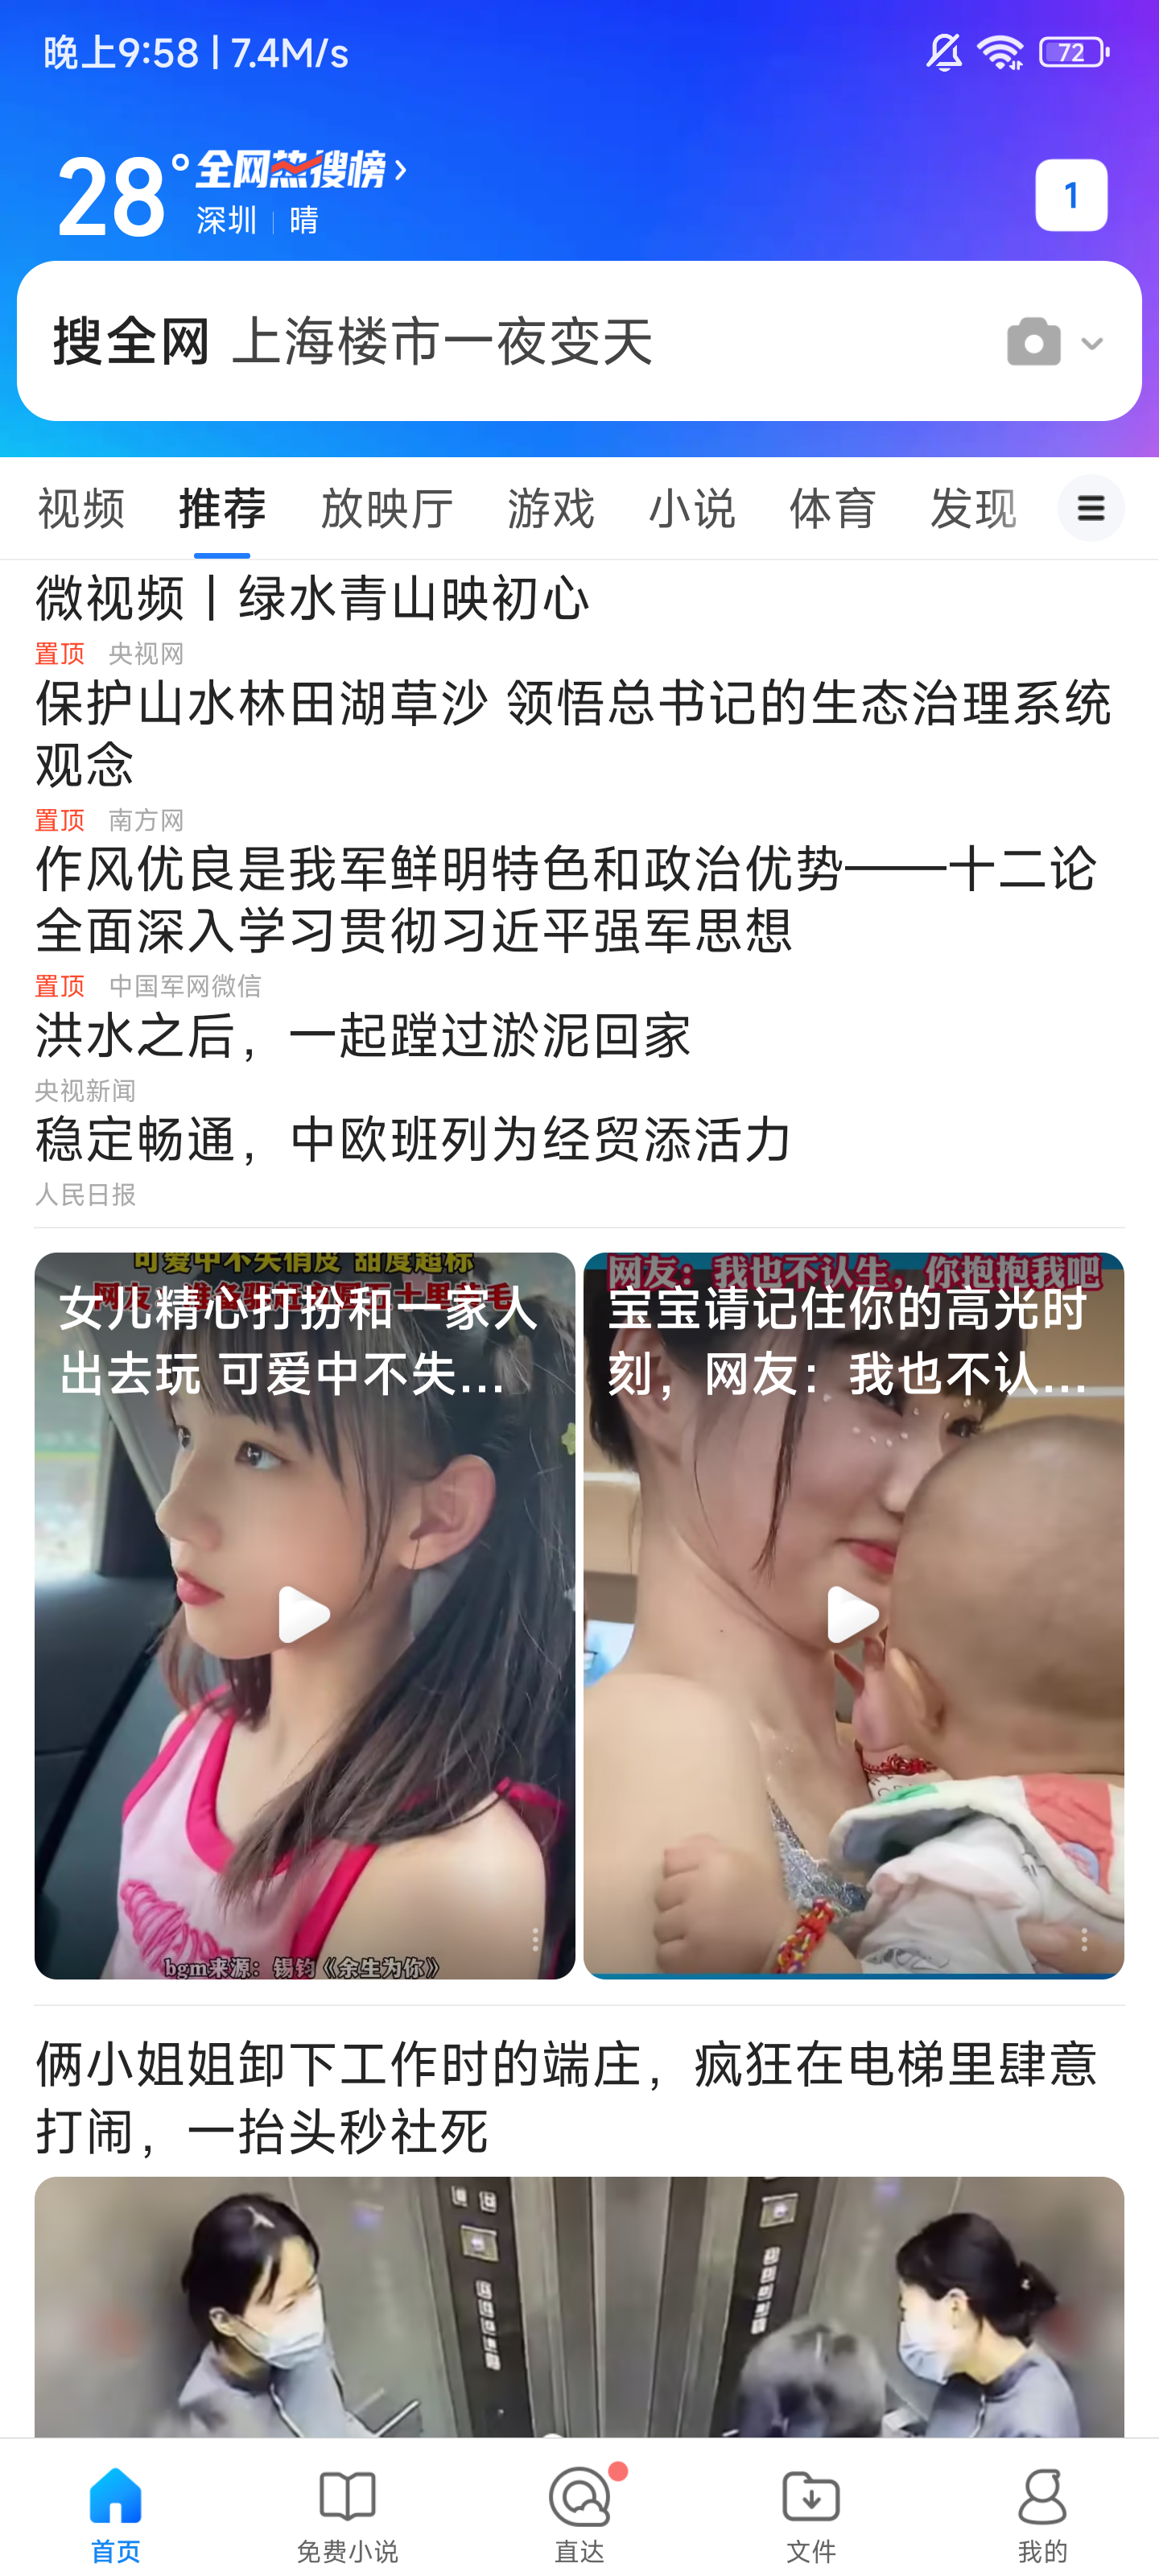 晚上9:58 | 7.4M/s
72
28°
全网热搜榜
深圳 | 晴
1
搜全网 上海楼市一夜变天
视频 推荐 放映厅 游戏 小说 体育 发现
微视频丨绿水青山映初心
置顶 央视网
保护山水林田湖草沙 领悟总书记的生态治理系统
观念
置顶 南方网
作风优良是我军鲜明特色和政治优势——十二论
全面深入学习贯彻习近平强军思想
置顶 中国军网微信
洪水之后，一起蹚过淤泥回家
央视新闻
稳定畅通，中欧班列为经贸添活力
人民日报
可爱中不失俏皮 甜度超标
女儿精心打扮和一家人
出去玩 可爱中不失...
bgm来源：锡钧《余生为你》
网友：我也不认生，你抱抱我吧
宝宝请记住你的高光时
刻，网友：我也不认...
俩小姐姐卸下工作时的端庄，疯狂在电梯里肆意
打闹，一抬头秒社死
首页 免费小说 直达 文件 我的